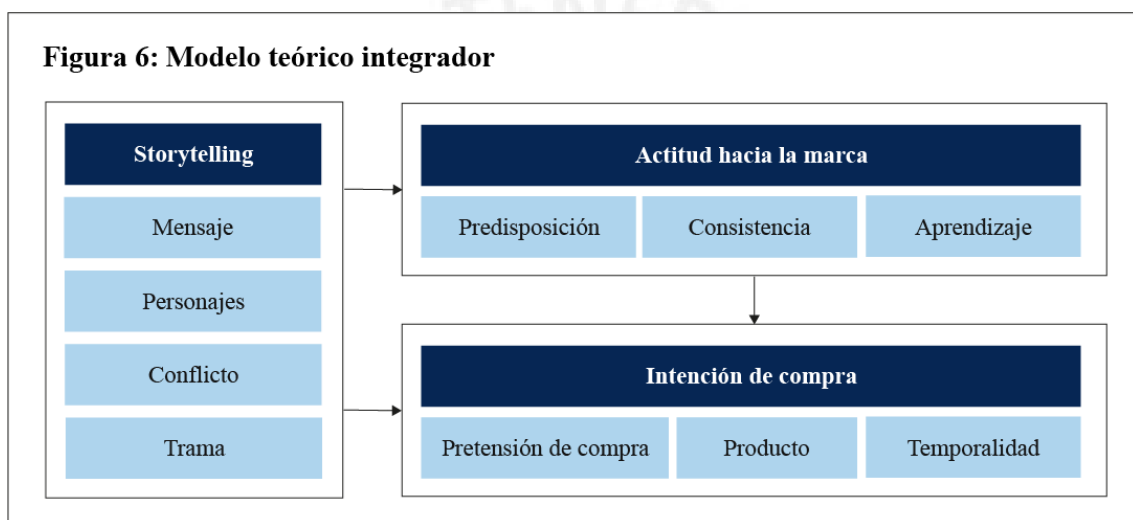 Figura 6: Modelo teórico integrador
Storytelling
Mensaje
Personajes
Conflicto
Trama
Actitud hacia la marca
Predisposición
Consistencia
Aprendizaje
Intención de compra
Pretensión de compra
Producto
Temporalidad